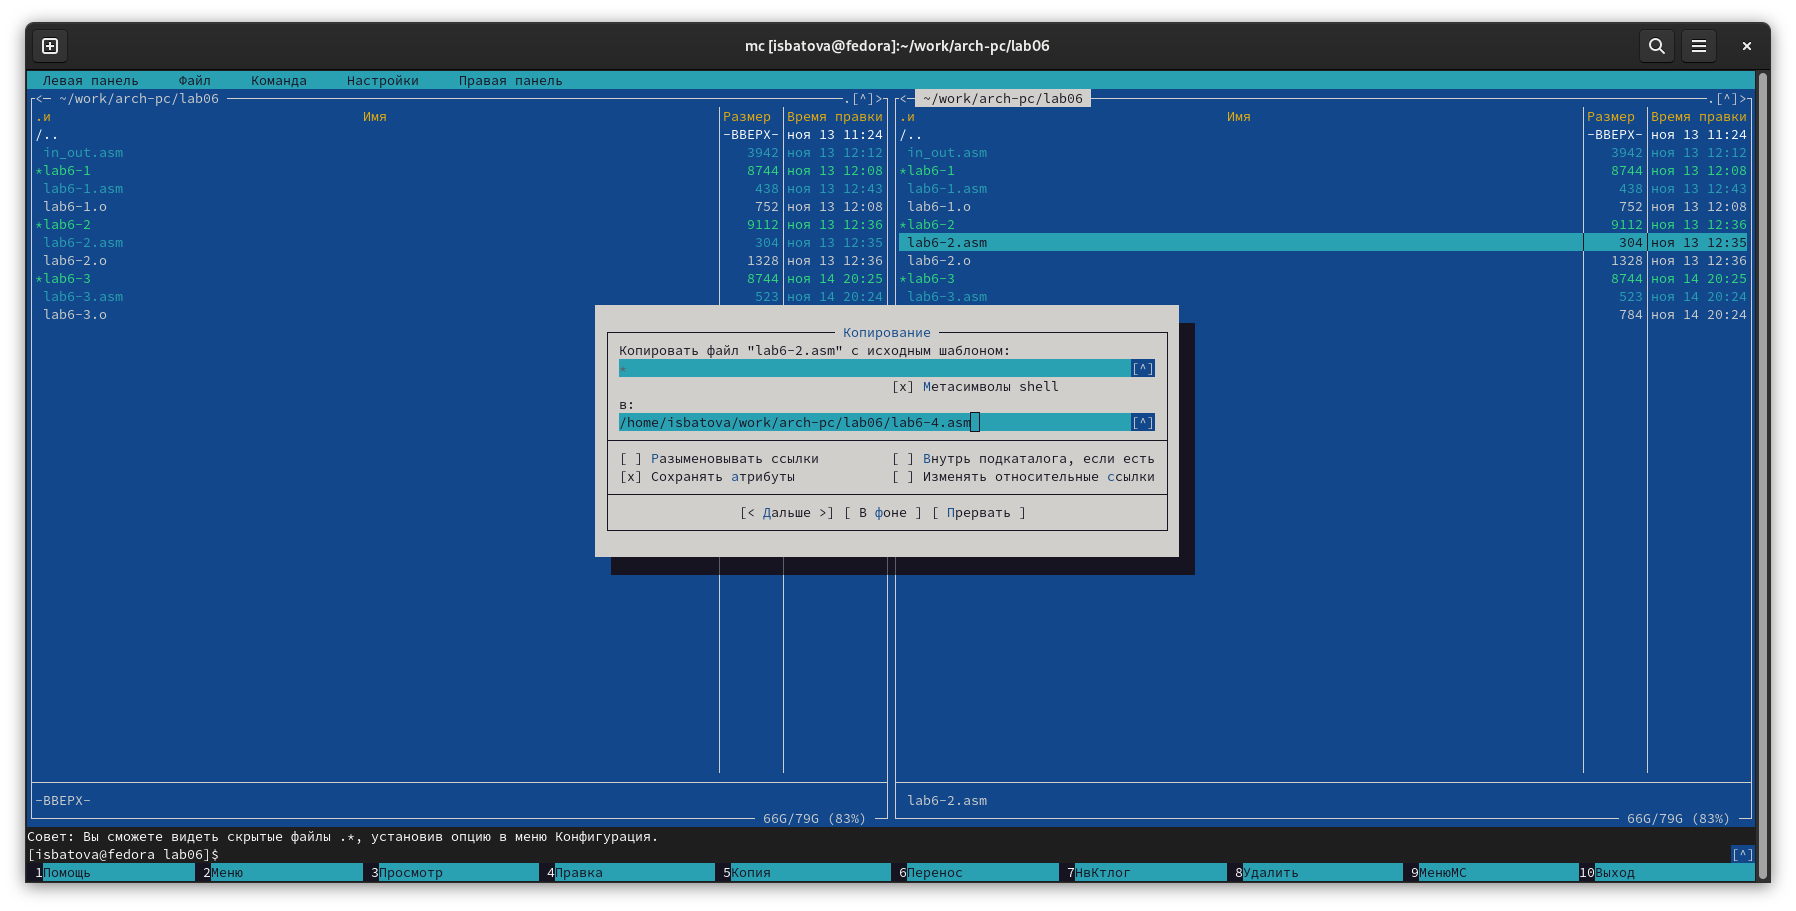 mc [isbatova@fedora]:~/work/arch-pc/lab06
Левая панель Файл Команда Настройки Правая панель
<─ ~/work/arch-pc/lab06 .[^]> <─ ~/work/arch-pc/lab06 .[^]>
.и Имя Размер Время правки .и Имя Размер Время правки
/.. -ВВЕРХ- ноя 13 11:24 /.. -ВВЕРХ- ноя 13 11:24
in_out.asm 3942 ноя 13 12:12 in_out.asm 3942 ноя 13 12:12
*lab6-1 8744 ноя 13 12:08 *lab6-1 8744 ноя 13 12:08
lab6-1.asm 438 ноя 13 12:43 lab6-1.asm 438 ноя 13 12:43
lab6-1.o 752 ноя 13 12:08 lab6-1.o 752 ноя 13 12:08
*lab6-2 9112 ноя 13 12:36 *lab6-2 9112 ноя 13 12:36
lab6-2.asm 304 ноя 13 12:35 lab6-2.asm 304 ноя 13 12:35
lab6-2.o 1328 ноя 13 12:36 lab6-2.o 1328 ноя 13 12:36
*lab6-3 8744 ноя 14 20:25 *lab6-3 8744 ноя 14 20:25
lab6-3.asm 523 ноя 14 20:24 lab6-3.asm 523 ноя 14 20:24
lab6-3.o 784 ноя 14 20:24
Копирование
Копировать файл "lab6-2.asm" с исходным шаблоном:
* [^]
[x] Метасимволы shell
в:
/home/isbatova/work/arch-pc/lab06/lab6-4.asm [^]
[ ] Разыменовывать ссылки [ ] Внутрь подкаталога, если есть
[x] Сохранять атрибуты [ ] Изменять относительные ссылки
[< Дальше >] [ В фоне ] [ Прервать ]
-ВВЕРХ- lab6-2.asm
66G/79G (83%) 66G/79G (83%)
Совет: Вы сможете видеть скрытые файлы .*, установив опцию в меню Конфигурация.
[isbatova@fedora lab06]$ [^]
1Помощь 2Меню 3Просмотр 4Правка 5Копия 6Перенос 7НвКтлог 8Удалить 9МенюМС 10Выход